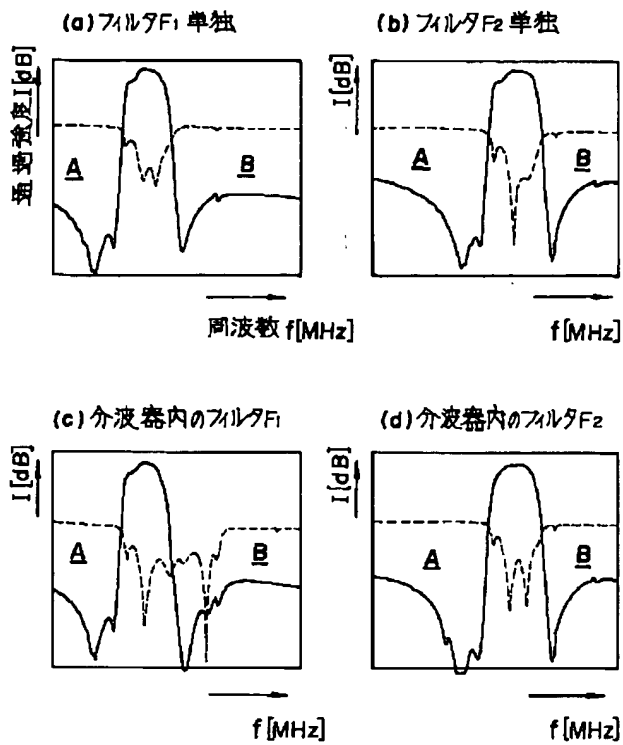 (a)フィルタF1単独
通過強度I[dB]
A
B
周波数f[MHz]
(b)フィルタF2単独
I[dB]
A
B
f[MHz]
(c)分波器内のフィルタF1
I[dB]
A
B
f[MHz]
(d)分波器内のフィルタF2
I[dB]
A
B
f[MHz]